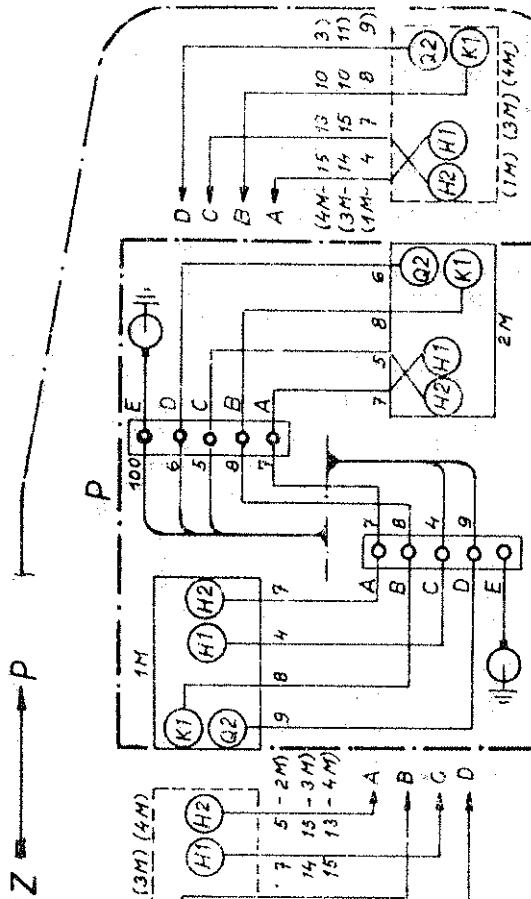 Z P
P
D
C
B
A
(4M- 15 13 10 3)
(3M- 14 15 10 11)
(1M- 4 7 8 9)
Q2 K1
H2 H1
(1M) (3M) (4M)
E D C B A
100 6 5 8 7
7 5 8 6
Q2 K1
H2 H1
2M
1M
H1 H2
K1 Q2
9 8 4 7
7 8 4 9
A B C D E
(3M) (4M)
H1 H2
7 5 - 2M)
14 13 - 3M)
15 13 - 4M)
A
B
C
D